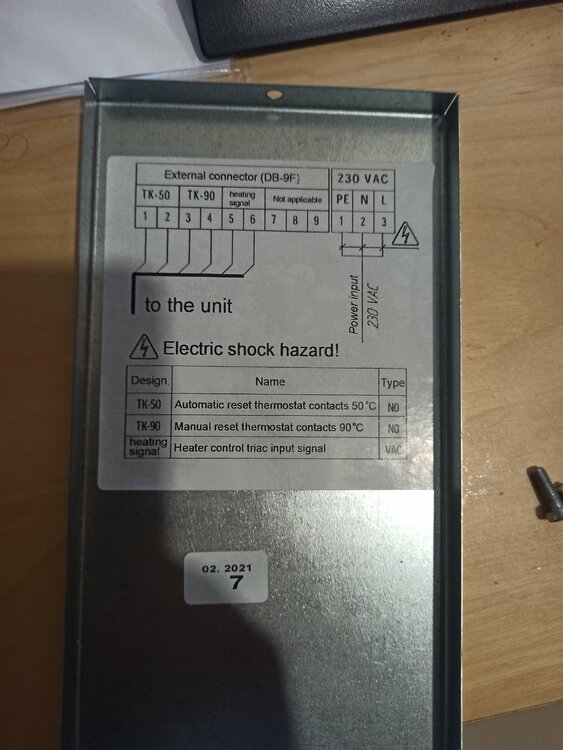 External connector (DB-9F)
230 VAC
TK-50 TK-90 heating signal Not applicable
PE N L
1 2 3 4 5 6 7 8 9
1 2 3
to the unit
Power input
230 VAC
Electric shock hazard!
Design. Name Type
TK-50 Automatic reset thermostat contacts 50°C NO
TK-90 Manual reset thermostat contacts 90°C NO
heating signal Heater control triac input signal VAC
02. 2021
7